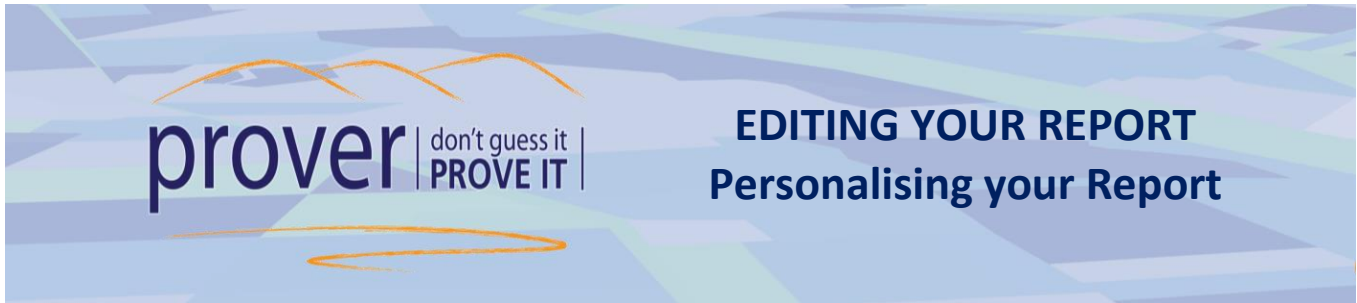 prover
don't guess it
PROVE IT
EDITING YOUR REPORT
Personalising your Report